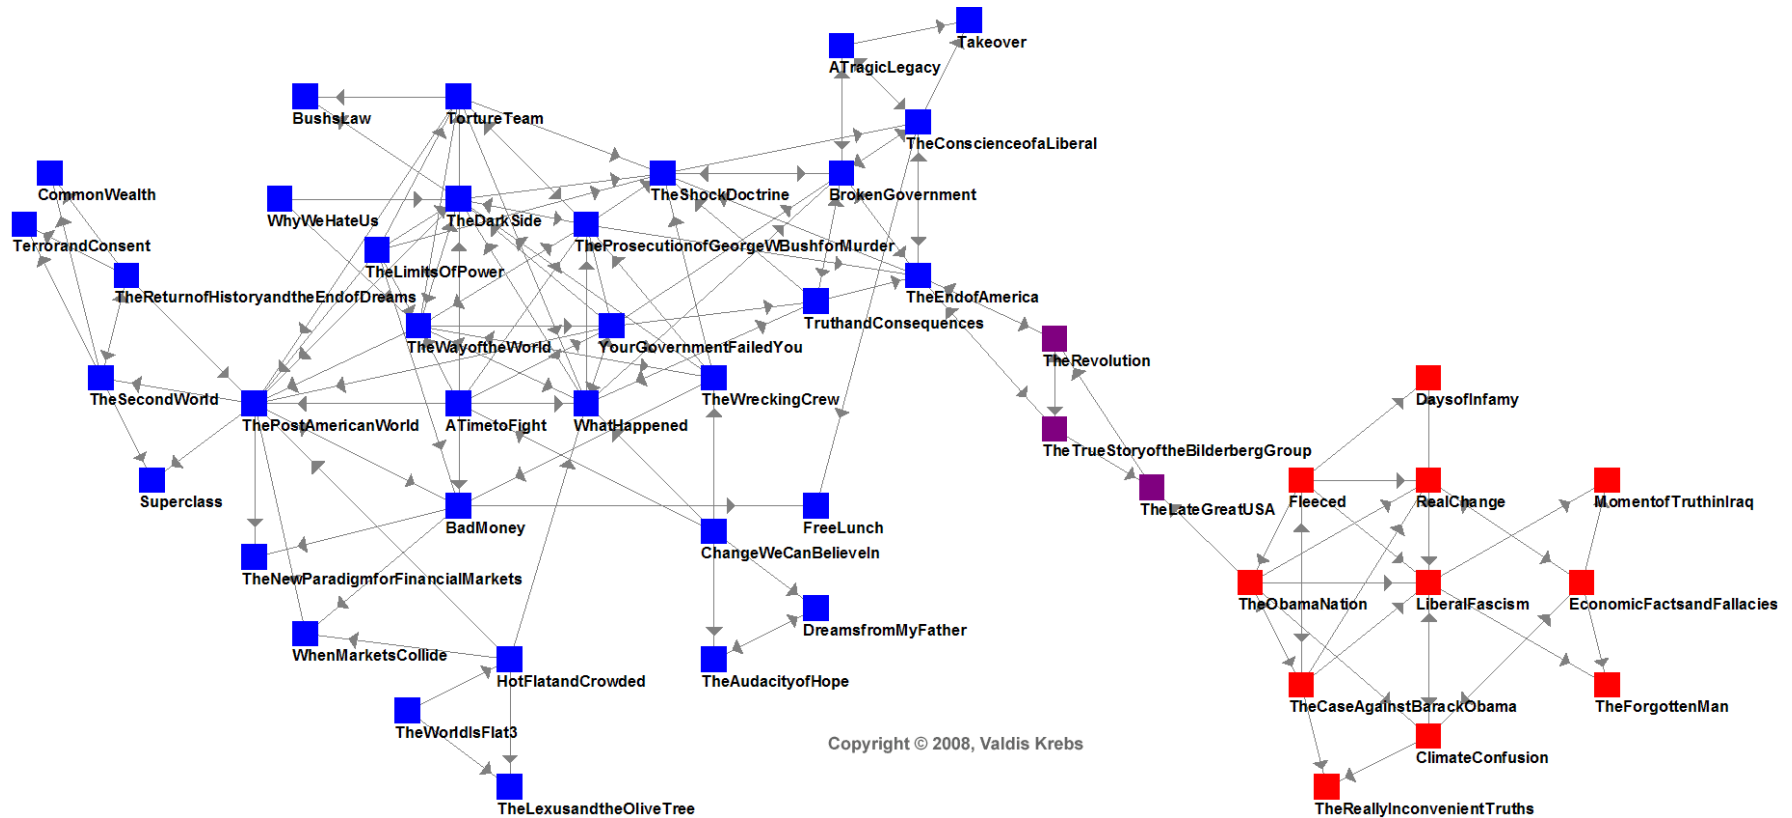 Takeover
ATragicLegacy
BushsLaw
TortureTeam
TheConscienceofaLiberal
CommonWealth
TheShockDoctrine
BrokenGovernment
WhyWeHateUs
TheDarkSide
TerrorandConsent
TheProsecutionofGeorgeWBushforMurder
TheLimitsOfPower
TheReturnofHistoryandtheEndofDreams
TheEndofAmerica
TruthandConsequences
TheWayoftheWorld
YourGovernmentFailedYou
TheRevolution
TheSecondWorld
TheWreckingCrew
DaysofInfamy
ThePostAmericanWorld
ATimetoFight
WhatHappened
TheTrueStoryoftheBilderbergGroup
Superclass
Fleeced
RealChange
MomentofTruthinIraq
TheLateGreatUSA
BadMoney
FreeLunch
ChangeWeCanBelieveIn
TheNewParadigmforFinancialMarkets
TheObamaNation
LiberalFascism
EconomicFactsandFallacies
DreamsfromMyFather
WhenMarketsCollide
HotFlatandCrowded
TheAudacityofHope
TheCaseAgainstBarackObama
TheForgottenMan
TheWorldIsFlat3
Copyright © 2008, Valdis Krebs
ClimateConfusion
TheLexusandtheOliveTree
TheReallyInconvenientTruths